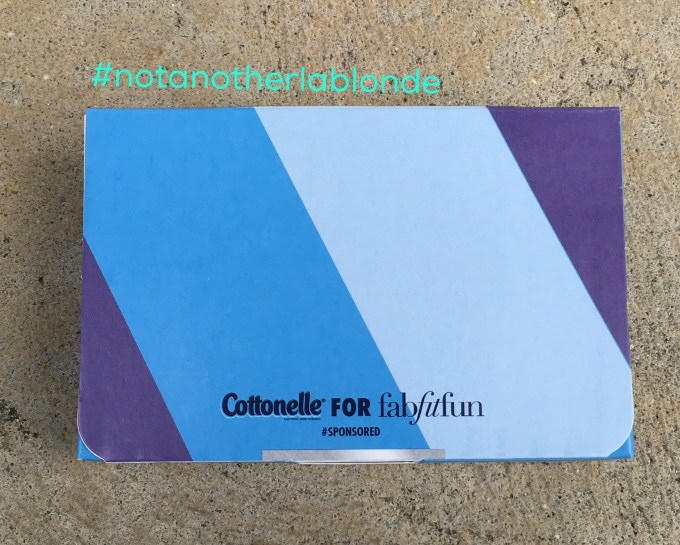 #notanotherlablonde
Cottonelle® FOR fabfitfun
#SPONSORED